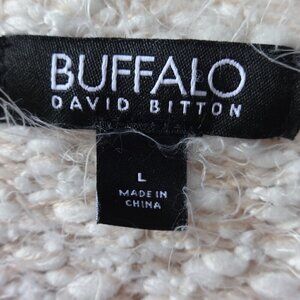 BUFFALO
DAVID BITTON
L
MADE IN
CHINA